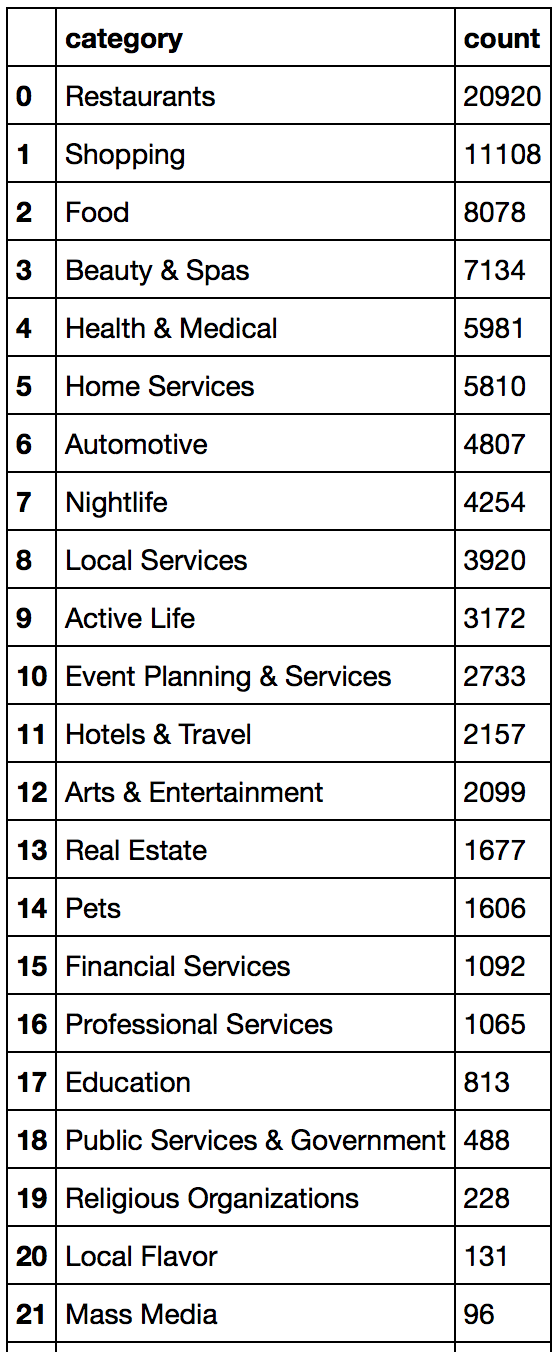 category count
0 Restaurants 20920
1 Shopping 11108
2 Food 8078
3 Beauty & Spas 7134
4 Health & Medical 5981
5 Home Services 5810
6 Automotive 4807
7 Nightlife 4254
8 Local Services 3920
9 Active Life 3172
10 Event Planning & Services 2733
11 Hotels & Travel 2157
12 Arts & Entertainment 2099
13 Real Estate 1677
14 Pets 1606
15 Financial Services 1092
16 Professional Services 1065
17 Education 813
18 Public Services & Government 488
19 Religious Organizations 228
20 Local Flavor 131
21 Mass Media 96